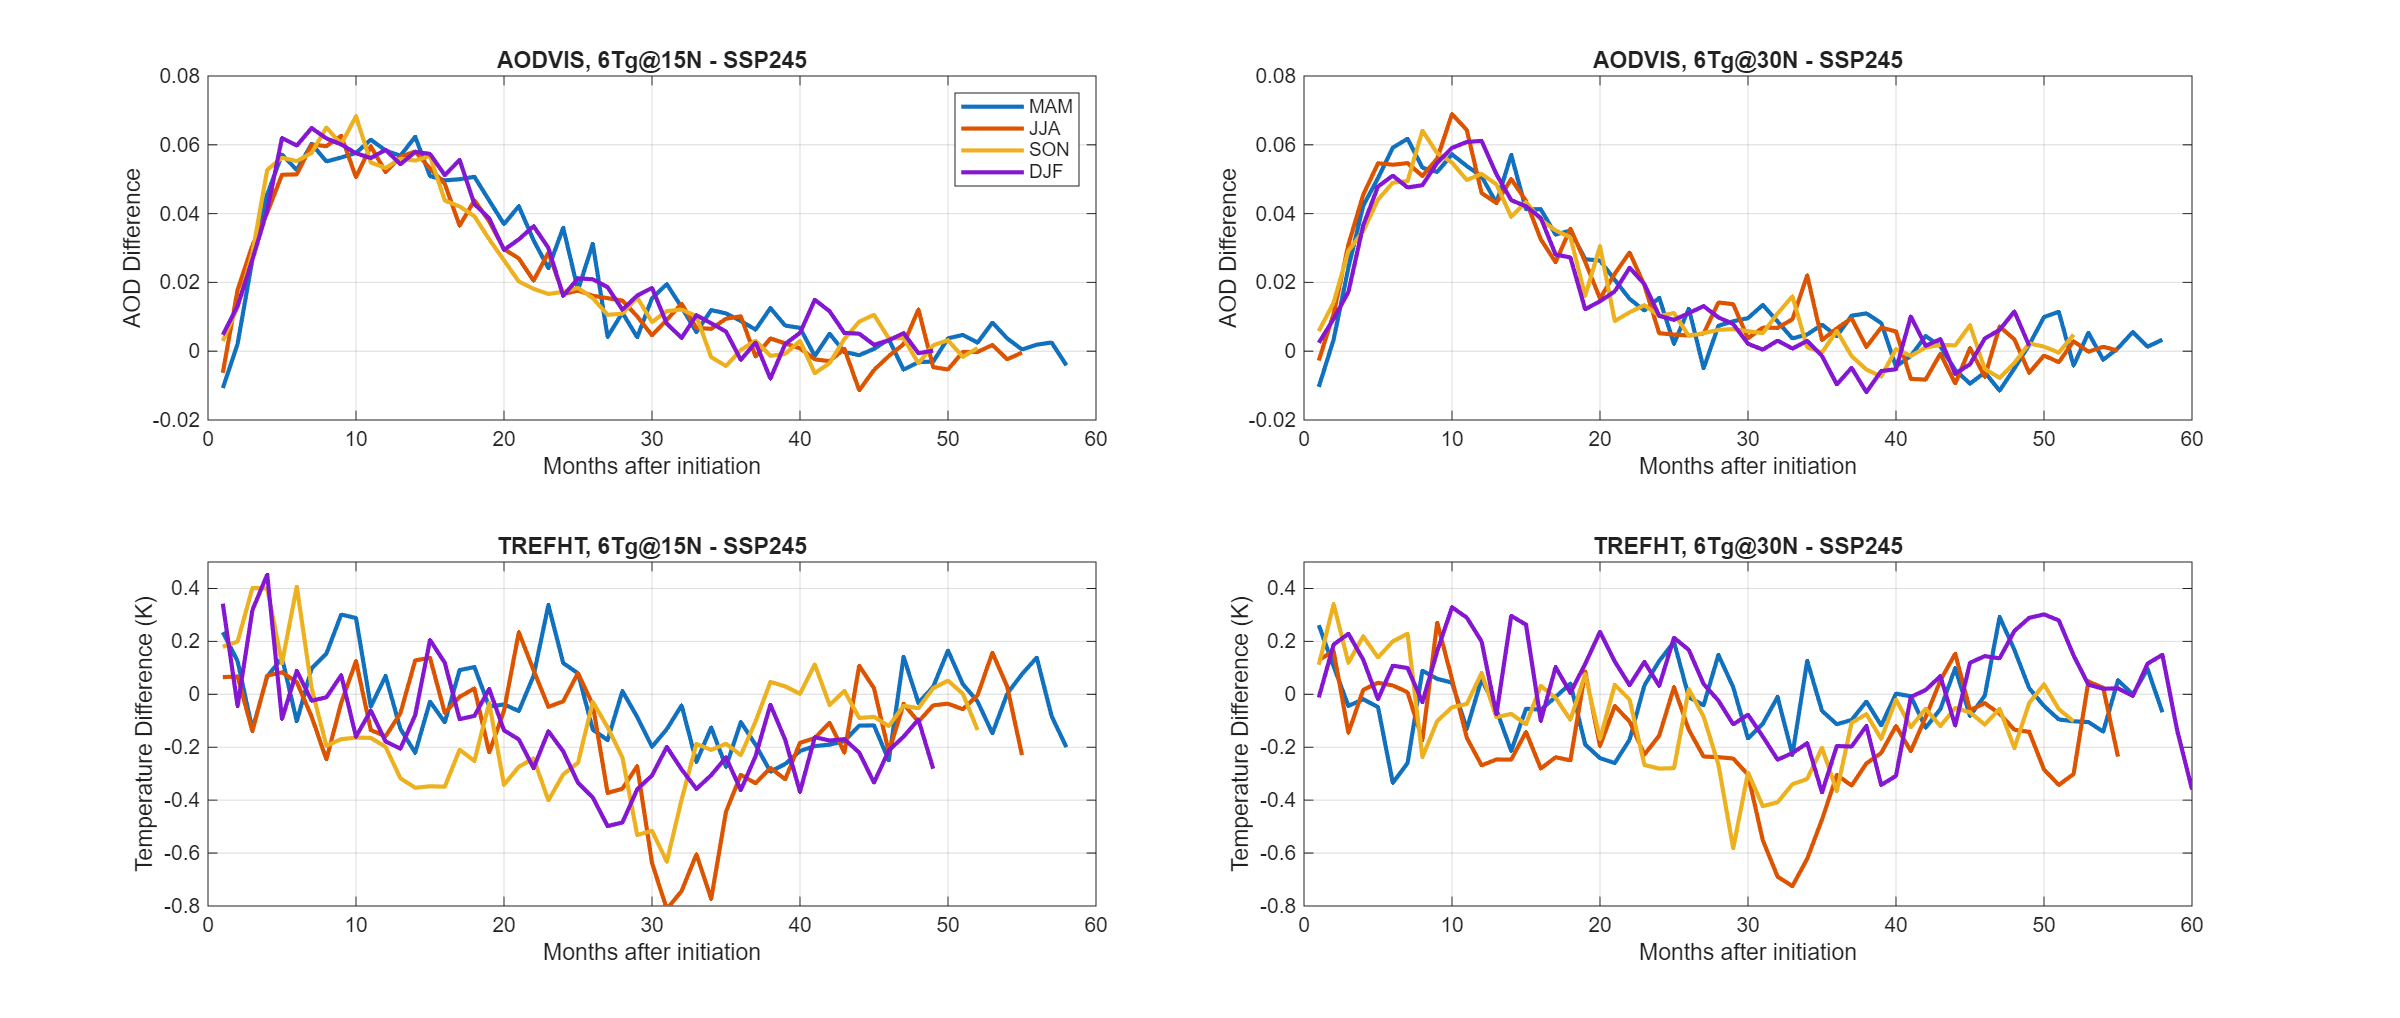 AODVIS, 6Tg@15N - SSP245
0.08
0.06
0.04
0.02
0
-0.02
AOD Difference
0 10 20 30 40 50 60
Months after initiation
MAM
JJA
SON
DJF
AODVIS, 6Tg@30N - SSP245
0.08
0.06
0.04
0.02
0
-0.02
AOD Difference
0 10 20 30 40 50 60
Months after initiation
TREFHT, 6Tg@15N - SSP245
0.4
0.2
0
-0.2
-0.4
-0.6
-0.8
Temperature Difference (K)
0 10 20 30 40 50 60
Months after initiation
TREFHT, 6Tg@30N - SSP245
0.4
0.2
0
-0.2
-0.4
-0.6
-0.8
Temperature Difference (K)
0 10 20 30 40 50 60
Months after initiation